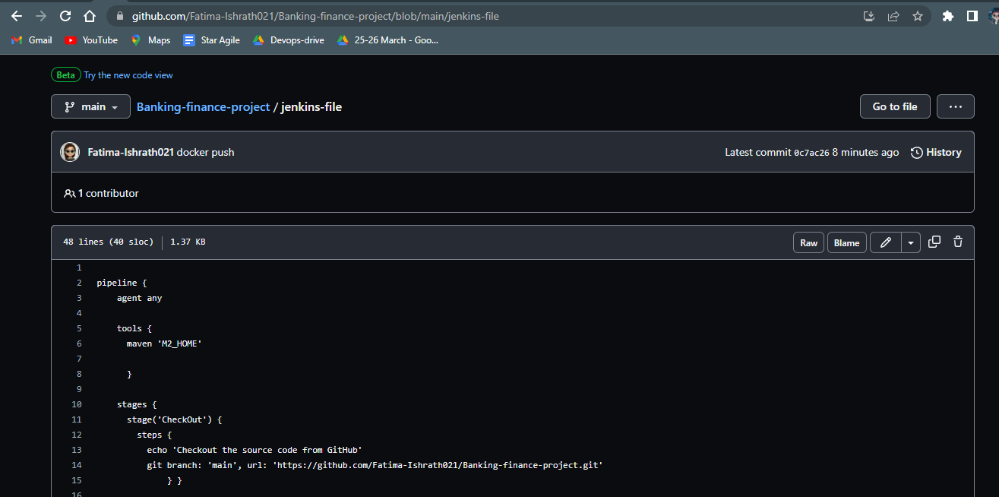 github.com/Fatima-Ishrath021/Banking-finance-project/blob/main/jenkins-file
Gmail YouTube Maps Star Agile Devops-drive 25-26 March - Goo...
Beta Try the new code view
main Banking-finance-project / jenkins-file Go to file ...
Fatima-Ishrath021 docker push Latest commit 0c7ac26 8 minutes ago History
1 contributor
48 lines (40 sloc) 1.37 KB Raw Blame
1
2 pipeline {
3 agent any
4
5 tools {
6 maven 'M2_HOME'
7
8 }
9
10 stages {
11 stage('CheckOut') {
12 steps {
13 echo 'Checkout the source code from GitHub'
14 git branch: 'main', url: 'https://github.com/Fatima-Ishrath021/Banking-finance-project.git'
15 } }
16